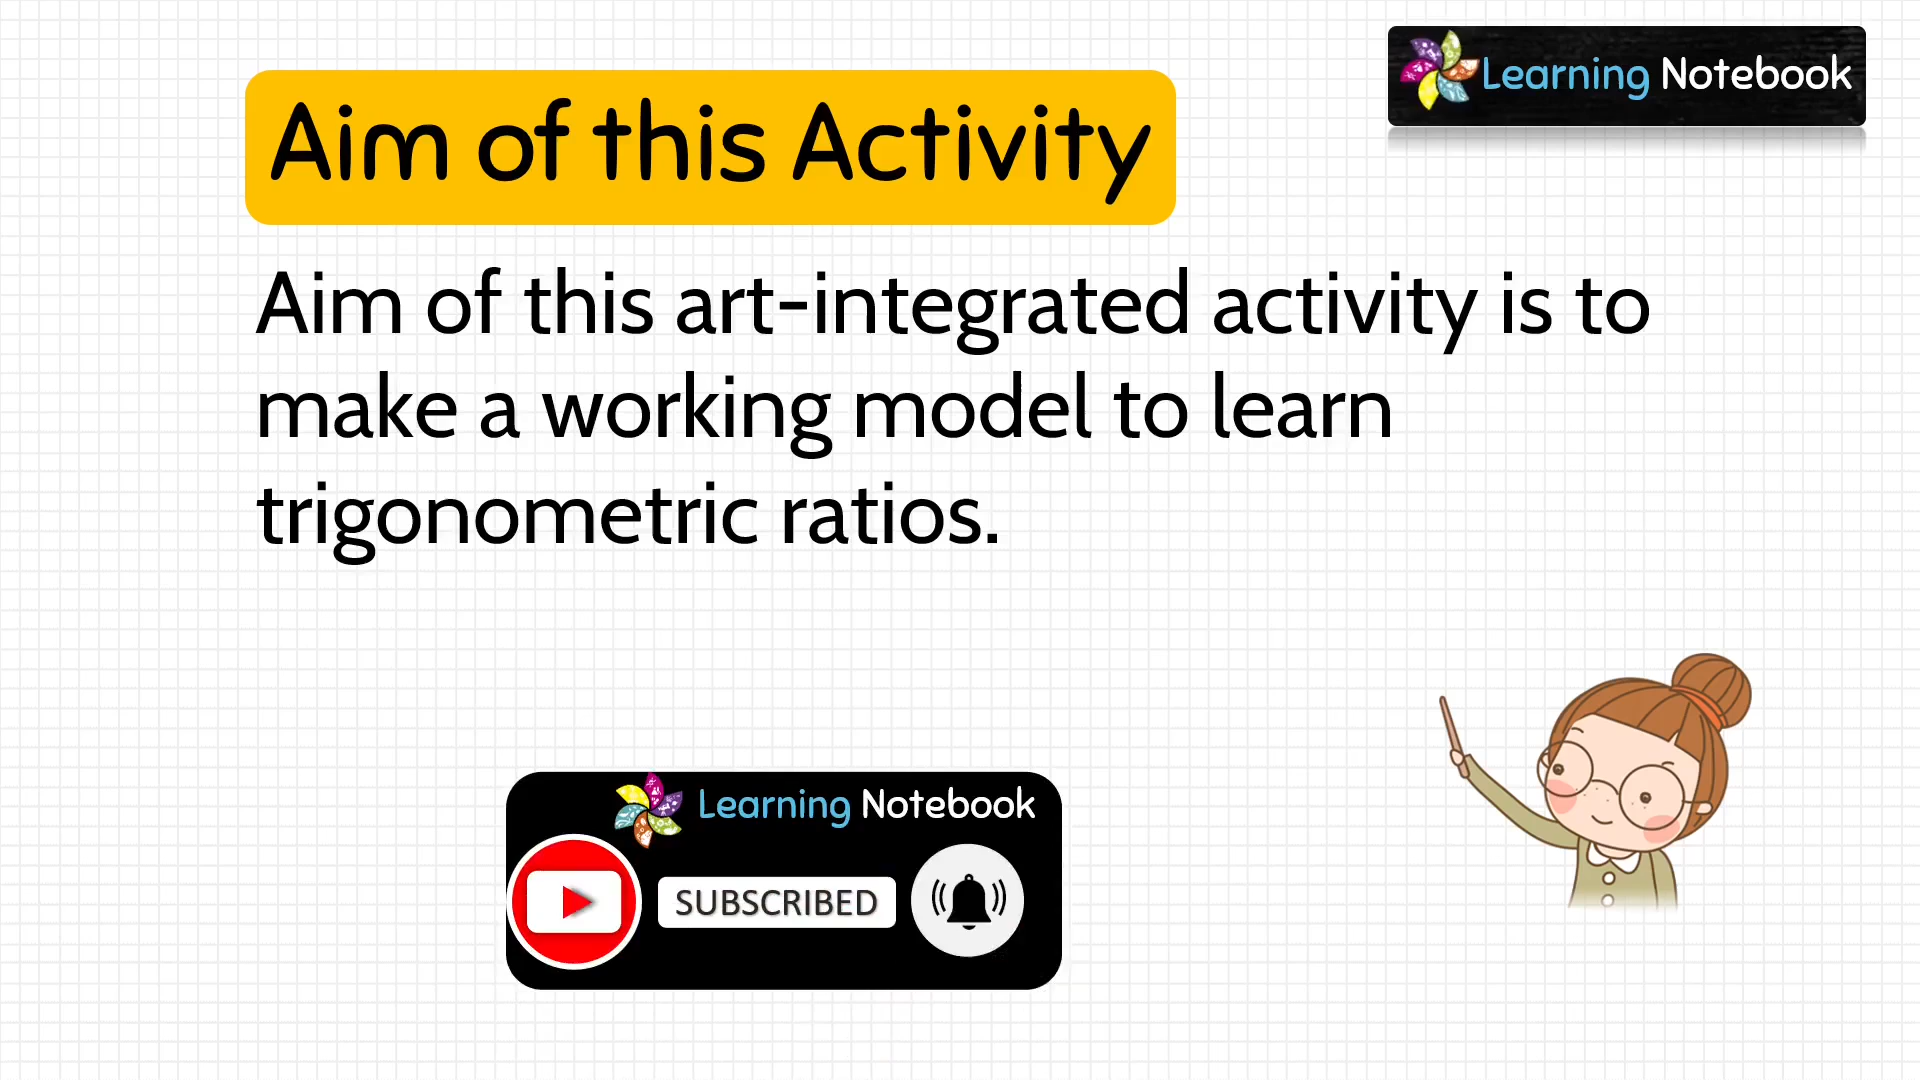 Learning Notebook
Aim of this Activity
Aim of this art-integrated activity is to
make a working model to learn
trigonometric ratios.
Learning Notebook
SUBSCRIBED